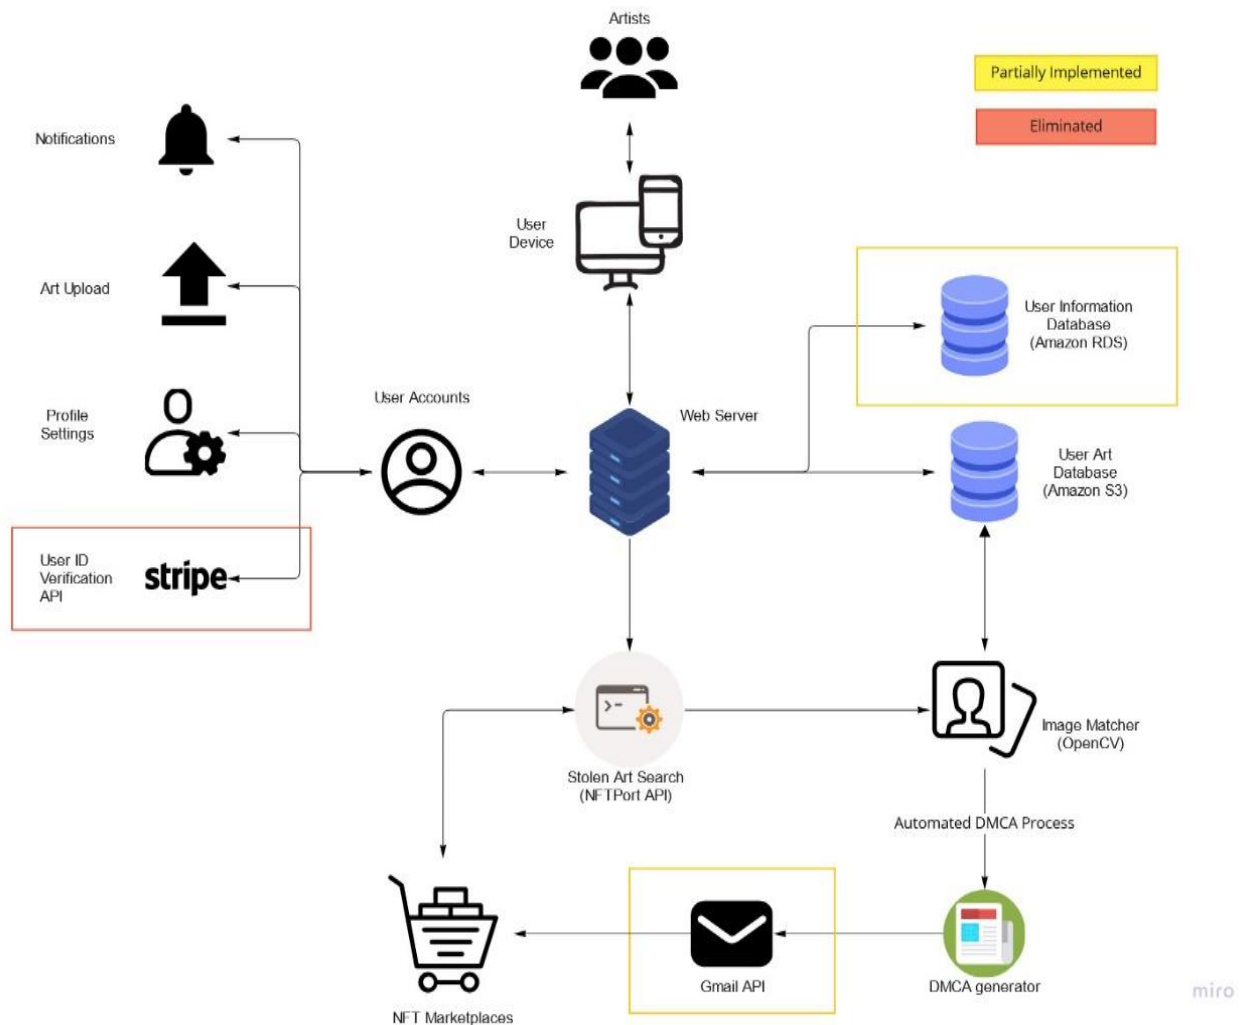 Artists
Partially Implemented
Eliminated
Notifications
User
Device
Art Upload
User Information
Database
(Amazon RDS)
Profile
Settings
User Accounts
Web Server
User Art
Database
(Amazon S3)
User ID
Verification
API
stripe
Stolen Art Search
(NFTPort API)
Image Matcher
(OpenCV)
Automated DMCA Process
Gmail API
DMCA generator
NFT Marketplaces
miro